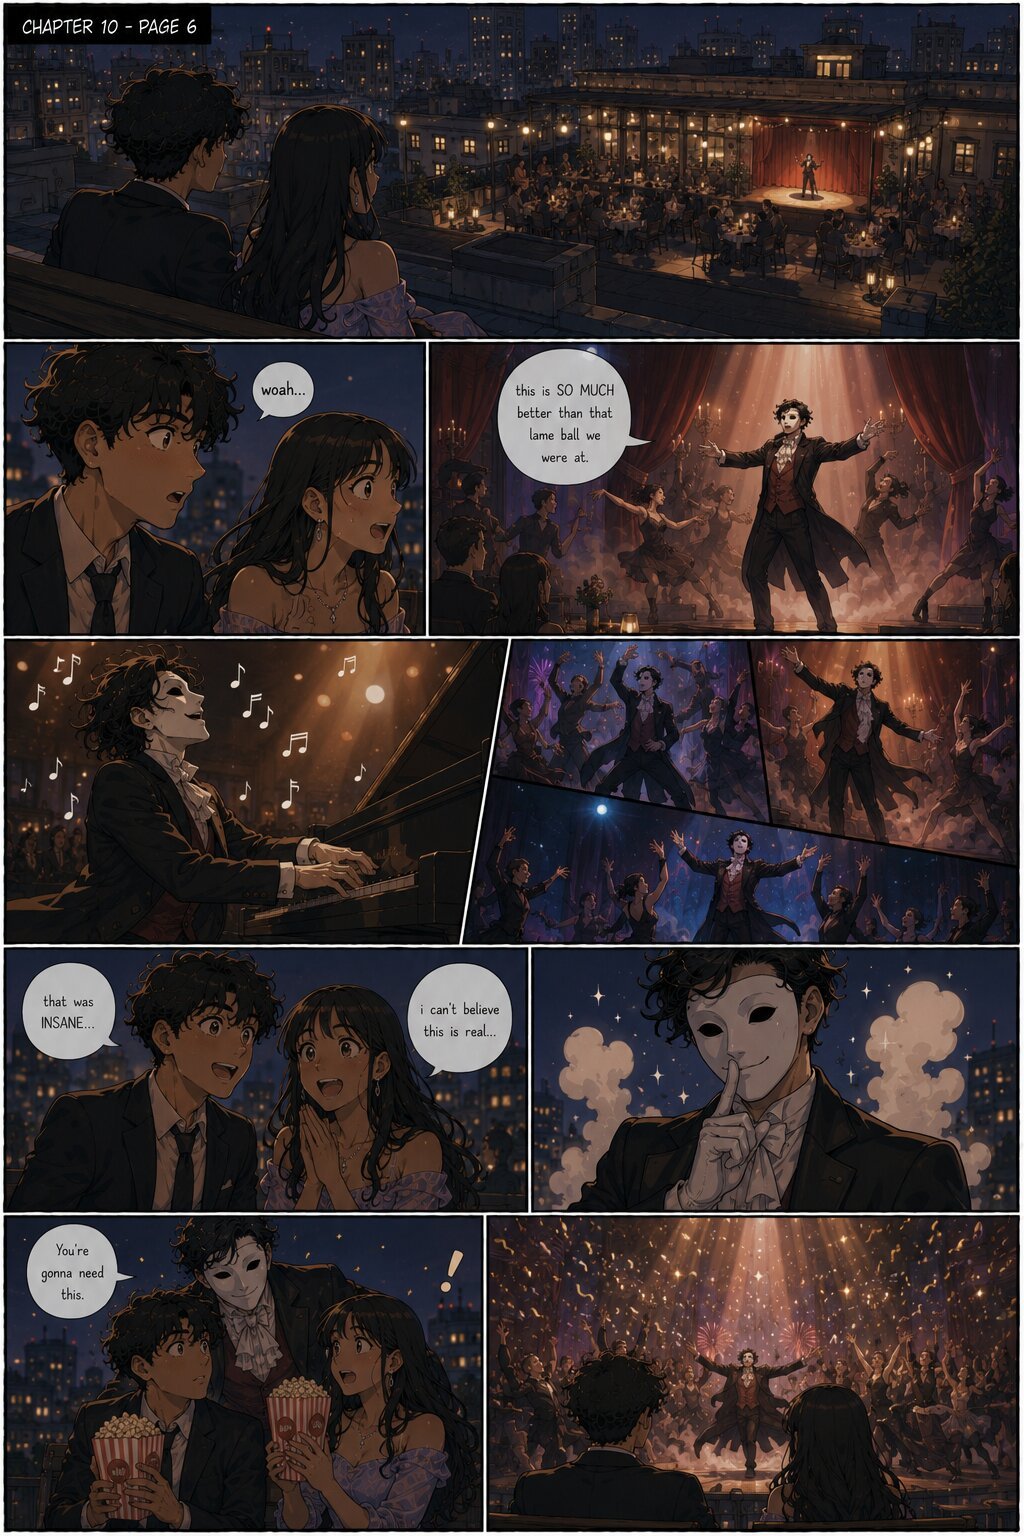 CHAPTER 10 - PAGE 6
woah...
this is SO MUCH
better than that
lame ball we
were at.
that was
INSANE...
i can't believe
this is real...
You're
gonna need
this.
!